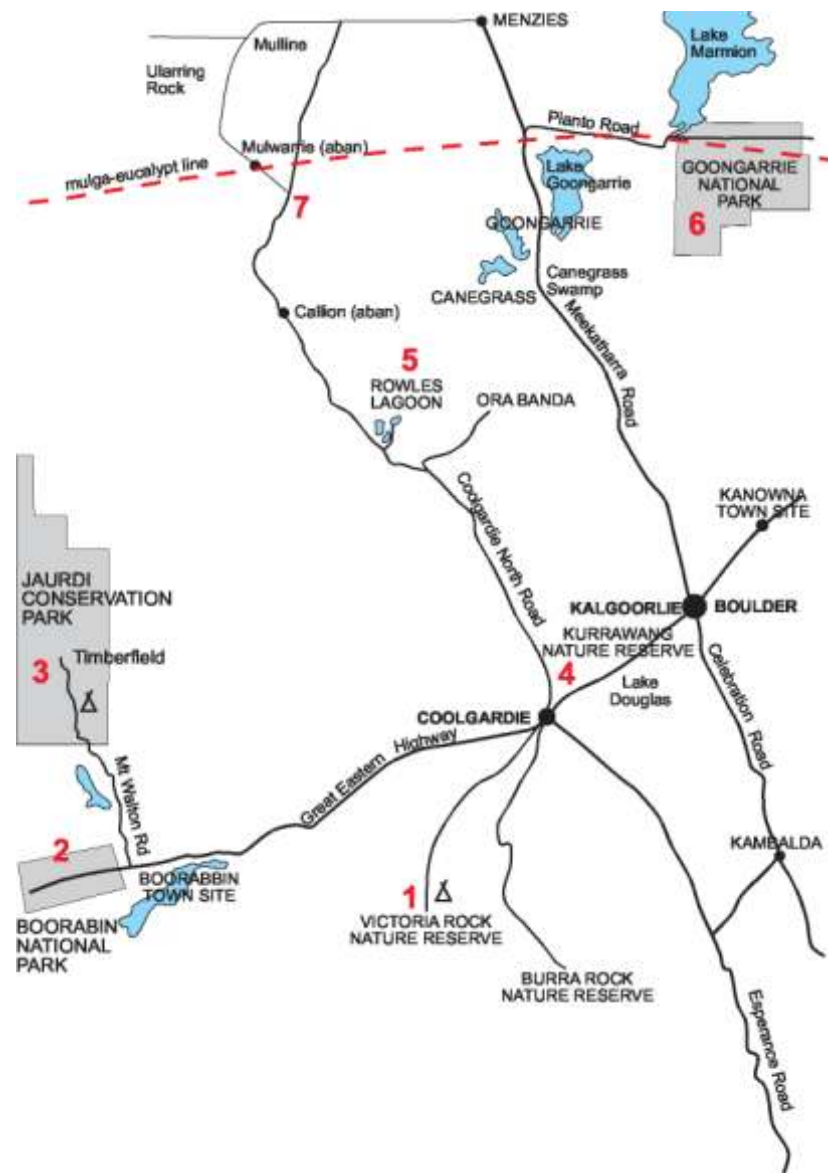 MENZIES
Lake
Marmion
Mulline
Ularring
Rock
Planto Road
Mulwarrie (aban)
mulga-eucalypt line
Lake
Goongarrie
GOONGARRIE
NATIONAL
PARK
6
7
GOONGARRIE
Canegrass
Swamp
CANEGRASS
Callion (aban)
Meekatharra Road
5
ROWLES
LAGOON
ORA BANDA
KANOWNA
TOWN SITE
Coolgardie North Road
JAURDI
CONSERVATION
PARK
KALGOORLIE
BOULDER
KURRAWANG
NATURE RESERVE
Timberfield
3
4
Lake
Douglas
Celebration Road
COOLGARDIE
Great Eastern Highway
Mt Walton Rd
2
KAMBALDA
BOORABBIN
TOWN SITE
1
BOORABIN
NATIONAL
PARK
VICTORIA ROCK
NATURE RESERVE
BURRA ROCK
NATURE RESERVE
Esperance Road